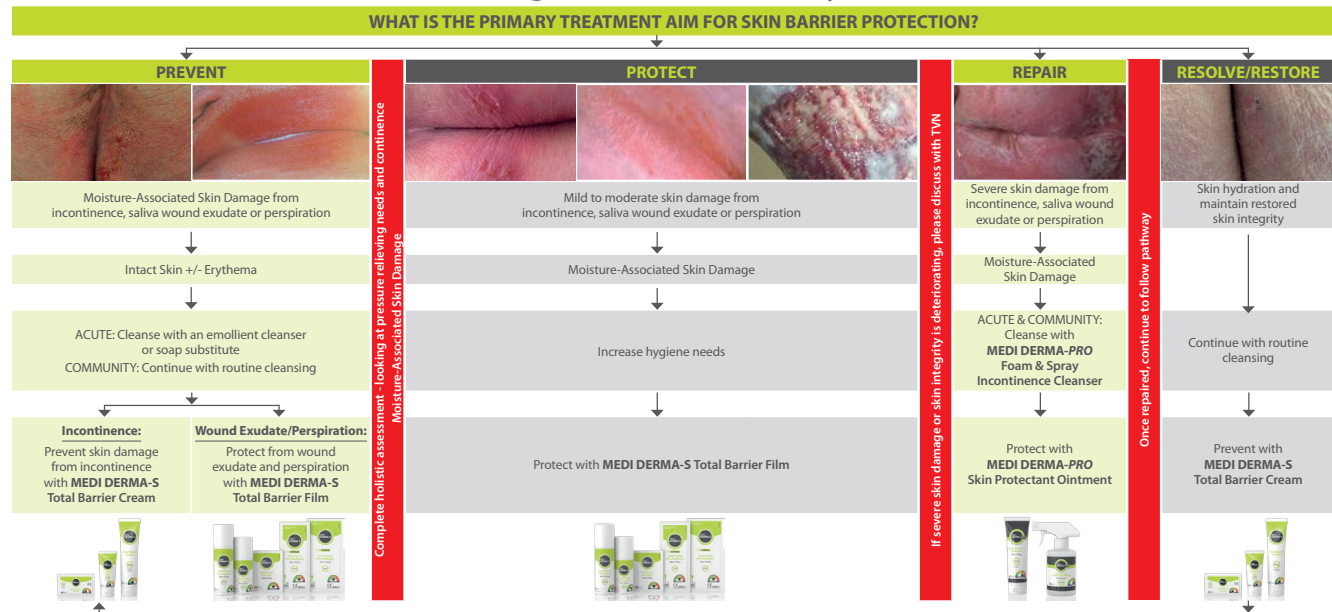 WHAT IS THE PRIMARY TREATMENT AIM FOR SKIN BARRIER PROTECTION?
PREVENT
Moisture-Associated Skin Damage from
incontinence, saliva wound exudate or perspiration
Intact Skin +/- Erythema
ACUTE: Cleanse with an emollient cleanser
or soap substitute
COMMUNITY: Continue with routine cleansing
Incontinence:
Prevent skin damage
from incontinence
with MEDI DERMA-S
Total Barrier Cream
Wound Exudate/Perspiration:
Protect from wound
exudate and perspiration
with MEDI DERMA-S
Total Barrier Film
Complete holistic assessment - looking at pressure relieving needs and continence
Moisture-Associated Skin Damage
PROTECT
Mild to moderate skin damage from
incontinence, saliva wound exudate or perspiration
Moisture-Associated Skin Damage
Increase hygiene needs
Protect with MEDI DERMA-S Total Barrier Film
If severe skin damage or skin integrity is deteriorating, please discuss with TVN
REPAIR
Severe skin damage from
incontinence, saliva wound
exudate or perspiration
Moisture-Associated
Skin Damage
ACUTE & COMMUNITY:
Cleanse with
MEDI DERMA-PRO
Foam & Spray
Incontinence Cleanser
Protect with
MEDI DERMA-PRO
Skin Protectant Ointment
Once repaired, continue to follow pathway
RESOLVE/RESTORE
Skin hydration and
maintain restored
skin integrity
Continue with routine
cleansing
Prevent with
MEDI DERMA-S
Total Barrier Cream